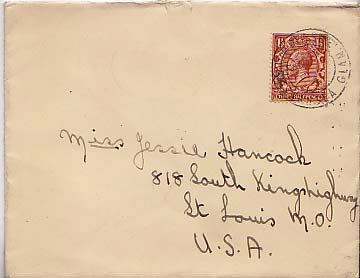 Miss Jessie Hancock
818 South Kingshighway
St Louis M.O.
U.S.A.